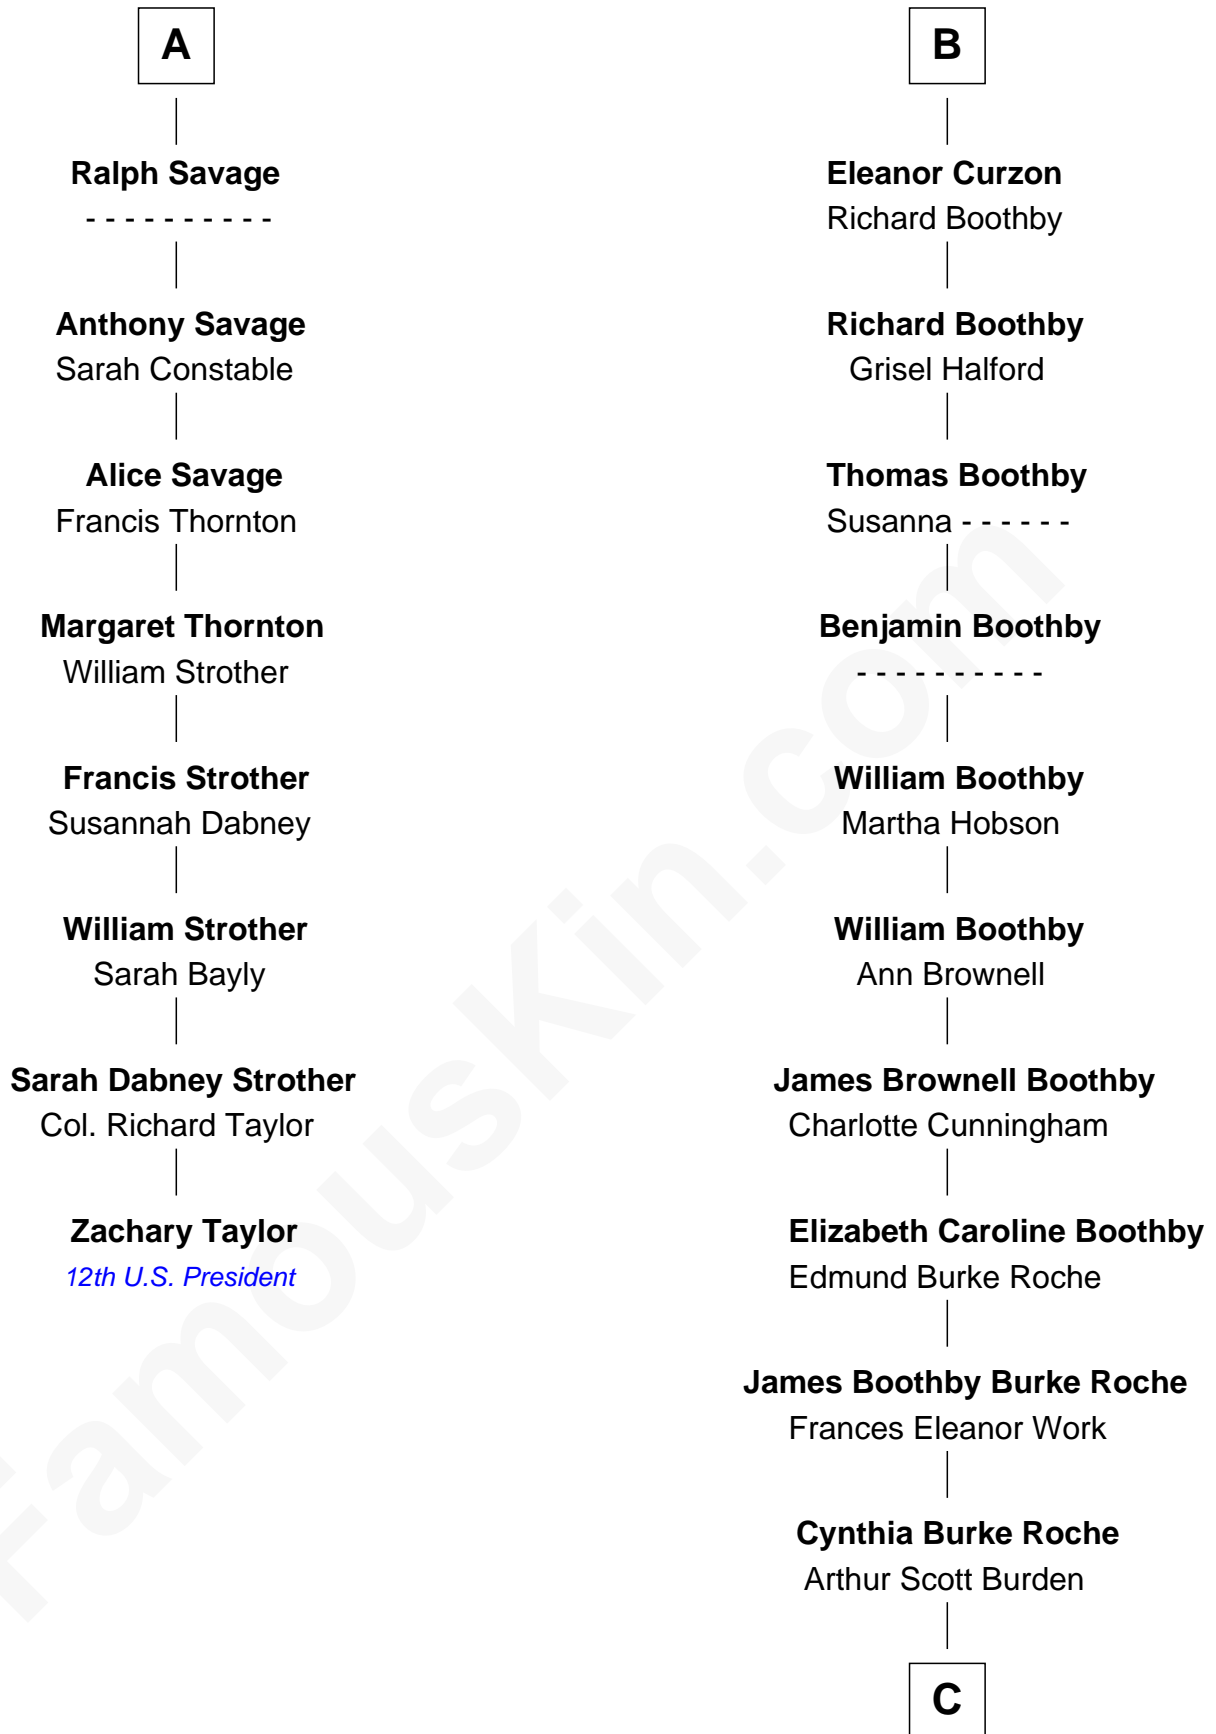 A
Ralph Savage
- - - - - - - - - -
Anthony Savage
Sarah Constable
Alice Savage
Francis Thornton
Margaret Thornton
William Strother
Francis Strother
Susannah Dabney
William Strother
Sarah Bayly
Sarah Dabney Strother
Col. Richard Taylor
Zachary Taylor
12th U.S. President
B
Eleanor Curzon
Richard Boothby
Richard Boothby
Grisel Halford
Thomas Boothby
Susanna - - - - - -
Benjamin Boothby
- - - - - - - - - -
William Boothby
Martha Hobson
William Boothby
Ann Brownell
James Brownell Boothby
Charlotte Cunningham
Elizabeth Caroline Boothby
Edmund Burke Roche
James Boothby Burke Roche
Frances Eleanor Work
Cynthia Burke Roche
Arthur Scott Burden
C
FamousKin.com